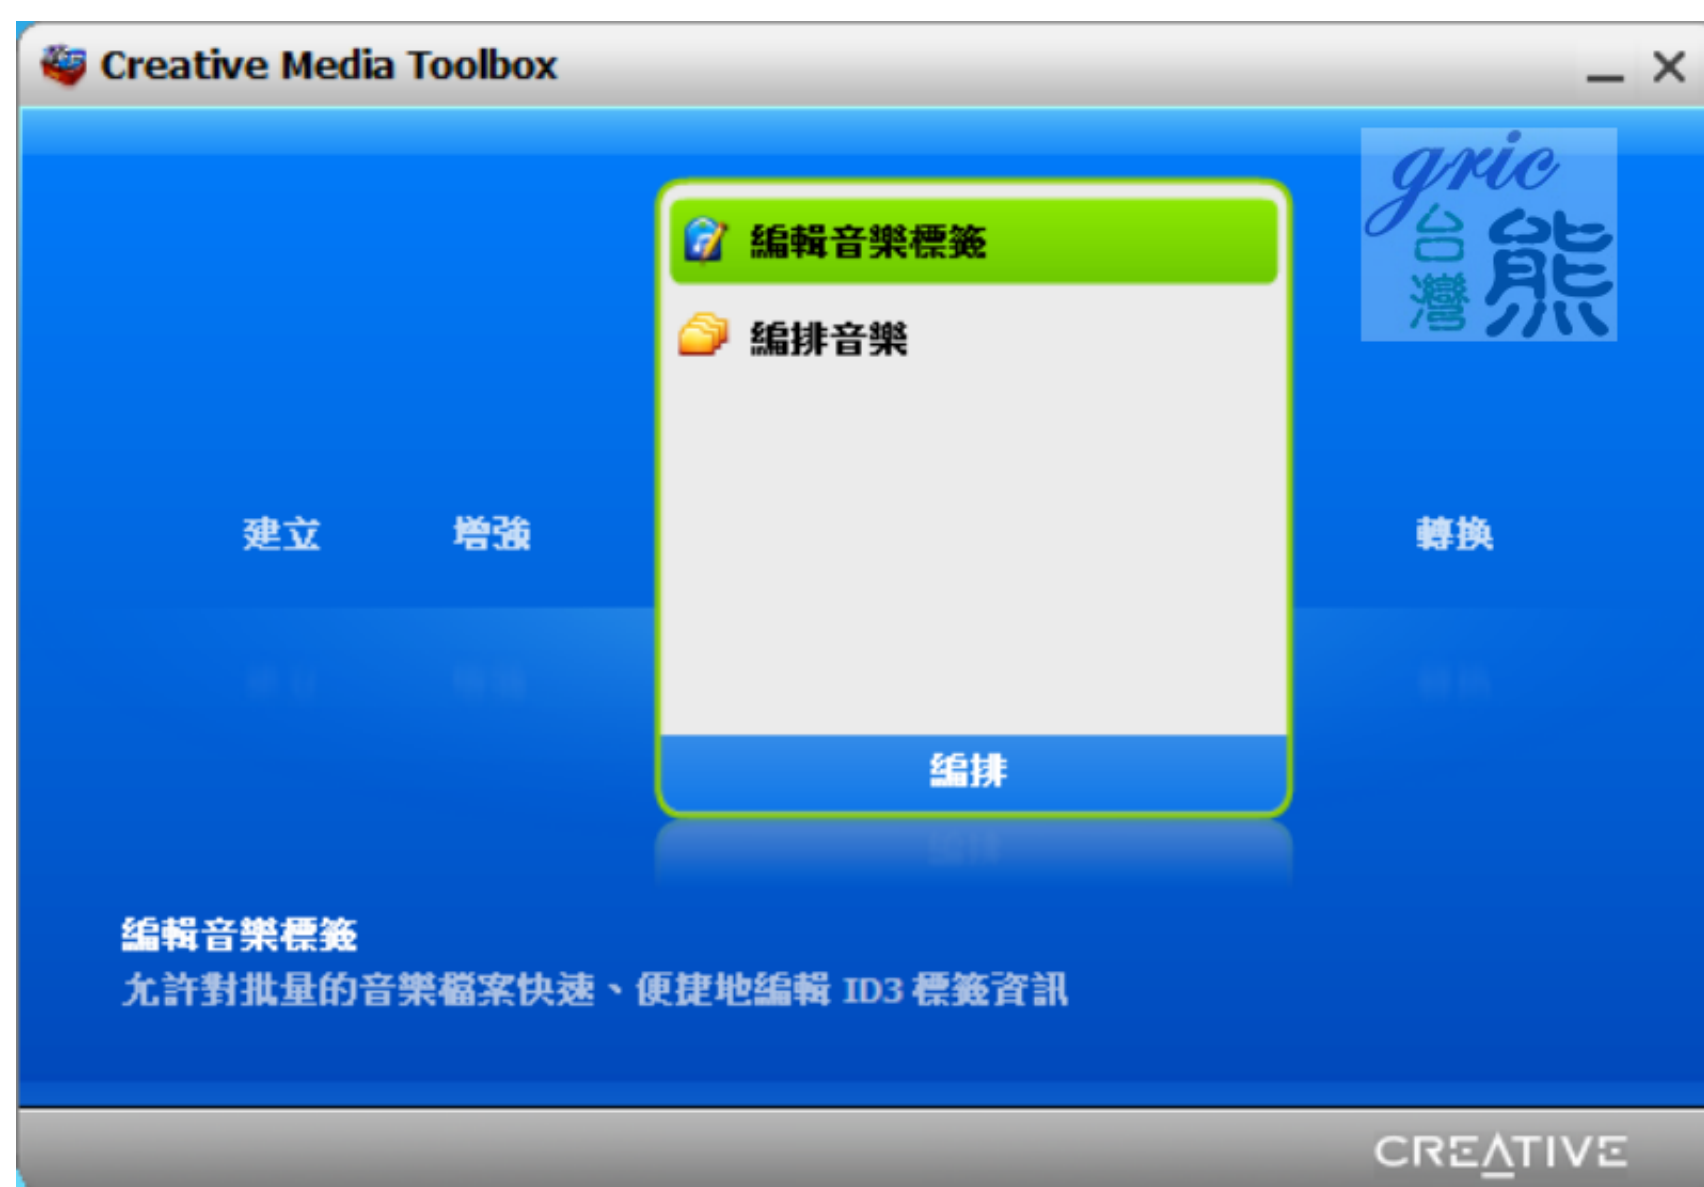 Creative Media Toolbox
gric
台灣
熊
編輯音樂標籤
編排音樂
建立
增強
轉換
編排
編輯音樂標籤
允許對批量的音樂檔案快速、便捷地編輯 ID3 標籤資訊
CREATIVE